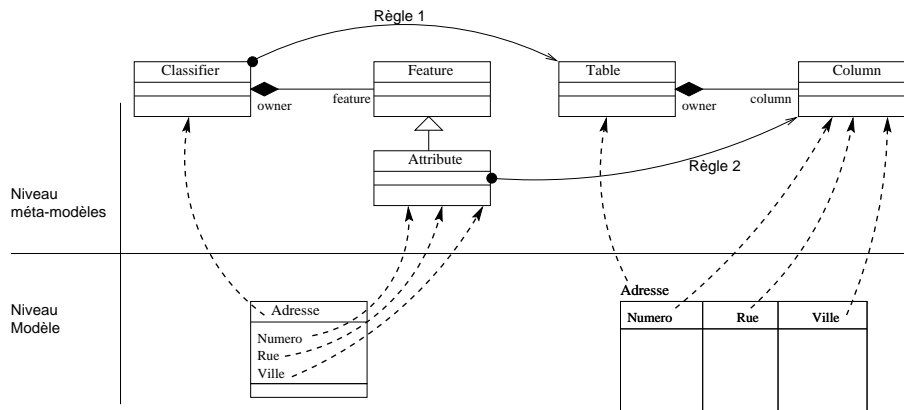 Règle 1
Classifier
Feature
Table
Column
owner
feature
owner
column
Attribute
Règle 2
Niveau
méta-modèles
Niveau
Modèle
Adresse
Numero
Rue
Ville
Adresse
Numero
Rue
Ville